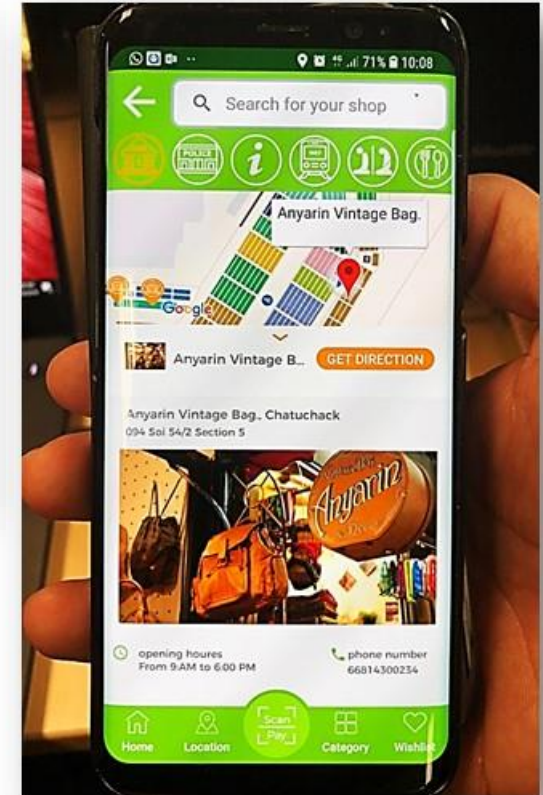 71% 10:08
Search for your shop
POLICE
Anyarin Vintage Bag.
Google
Anyarin Vintage B...
GET DIRECTION
Anyarin Vintage Bag., Chatuchack
094 Soi 54/2 Section 5
Anyarin
opening houres
From 9:AM to 6:00 PM
phone number
66814300234
Scan
Pay
Home
Location
Category
Wishlist